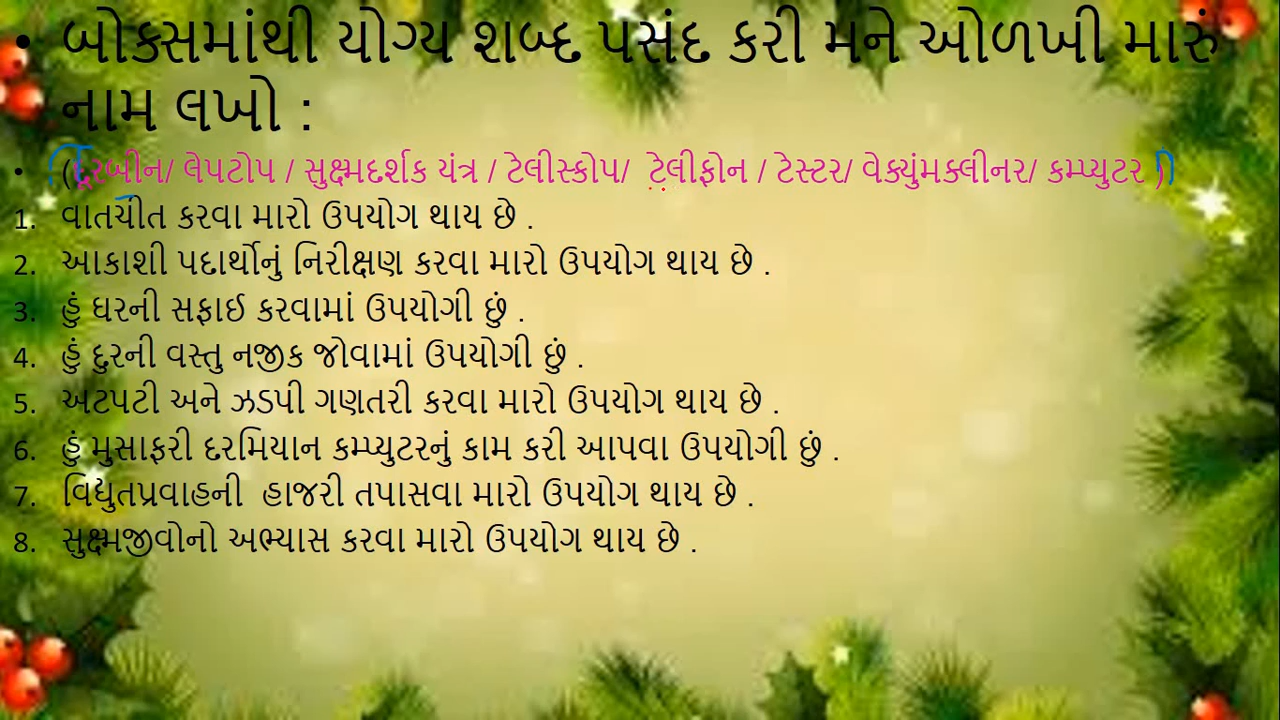 • બોક્સમાંથી યોગ્ય શબ્દ પસંદ કરી મને ઓળખી મારું
નામ લખો :
• (દૂરબીન/ લેપટોપ / સુક્ષ્મદર્શક યંત્ર / ટેલીસ્કોપ/ ટેલીફોન / ટેસ્ટર/ વેક્યુંમક્લીનર/ કમ્પ્યુટર )
1. વાતચીત કરવા મારો ઉપયોગ થાય છે .
2. આકાશી પદાર્થોનું નિરીક્ષણ કરવા મારો ઉપયોગ થાય છે .
3. હું ઘરની સફાઈ કરવામાં ઉપયોગી છું .
4. હું દુરની વસ્તુ નજીક જોવામાં ઉપયોગી છું .
5. અટપટી અને ઝડપી ગણતરી કરવા મારો ઉપયોગ થાય છે .
6. હું મુસાફરી દરમિયાન કમ્પ્યુટરનું કામ કરી આપવા ઉપયોગી છું .
7. વિદ્યુતપ્રવાહની હાજરી તપાસવા મારો ઉપયોગ થાય છે .
8. સુક્ષ્મજીવોનો અભ્યાસ કરવા મારો ઉપયોગ થાય છે .